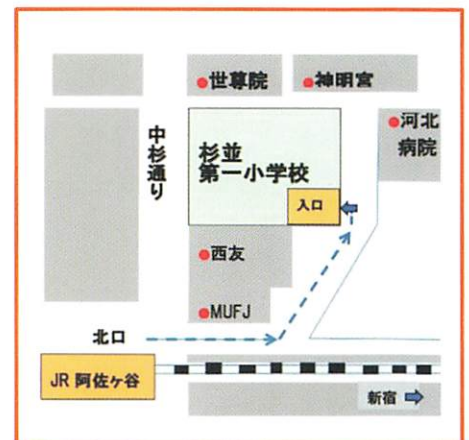 世尊院
神明宮
中杉通り
杉並
第一小学校
河北
病院
入口
西友
MUFJ
北口
JR 阿佐ヶ谷
新宿